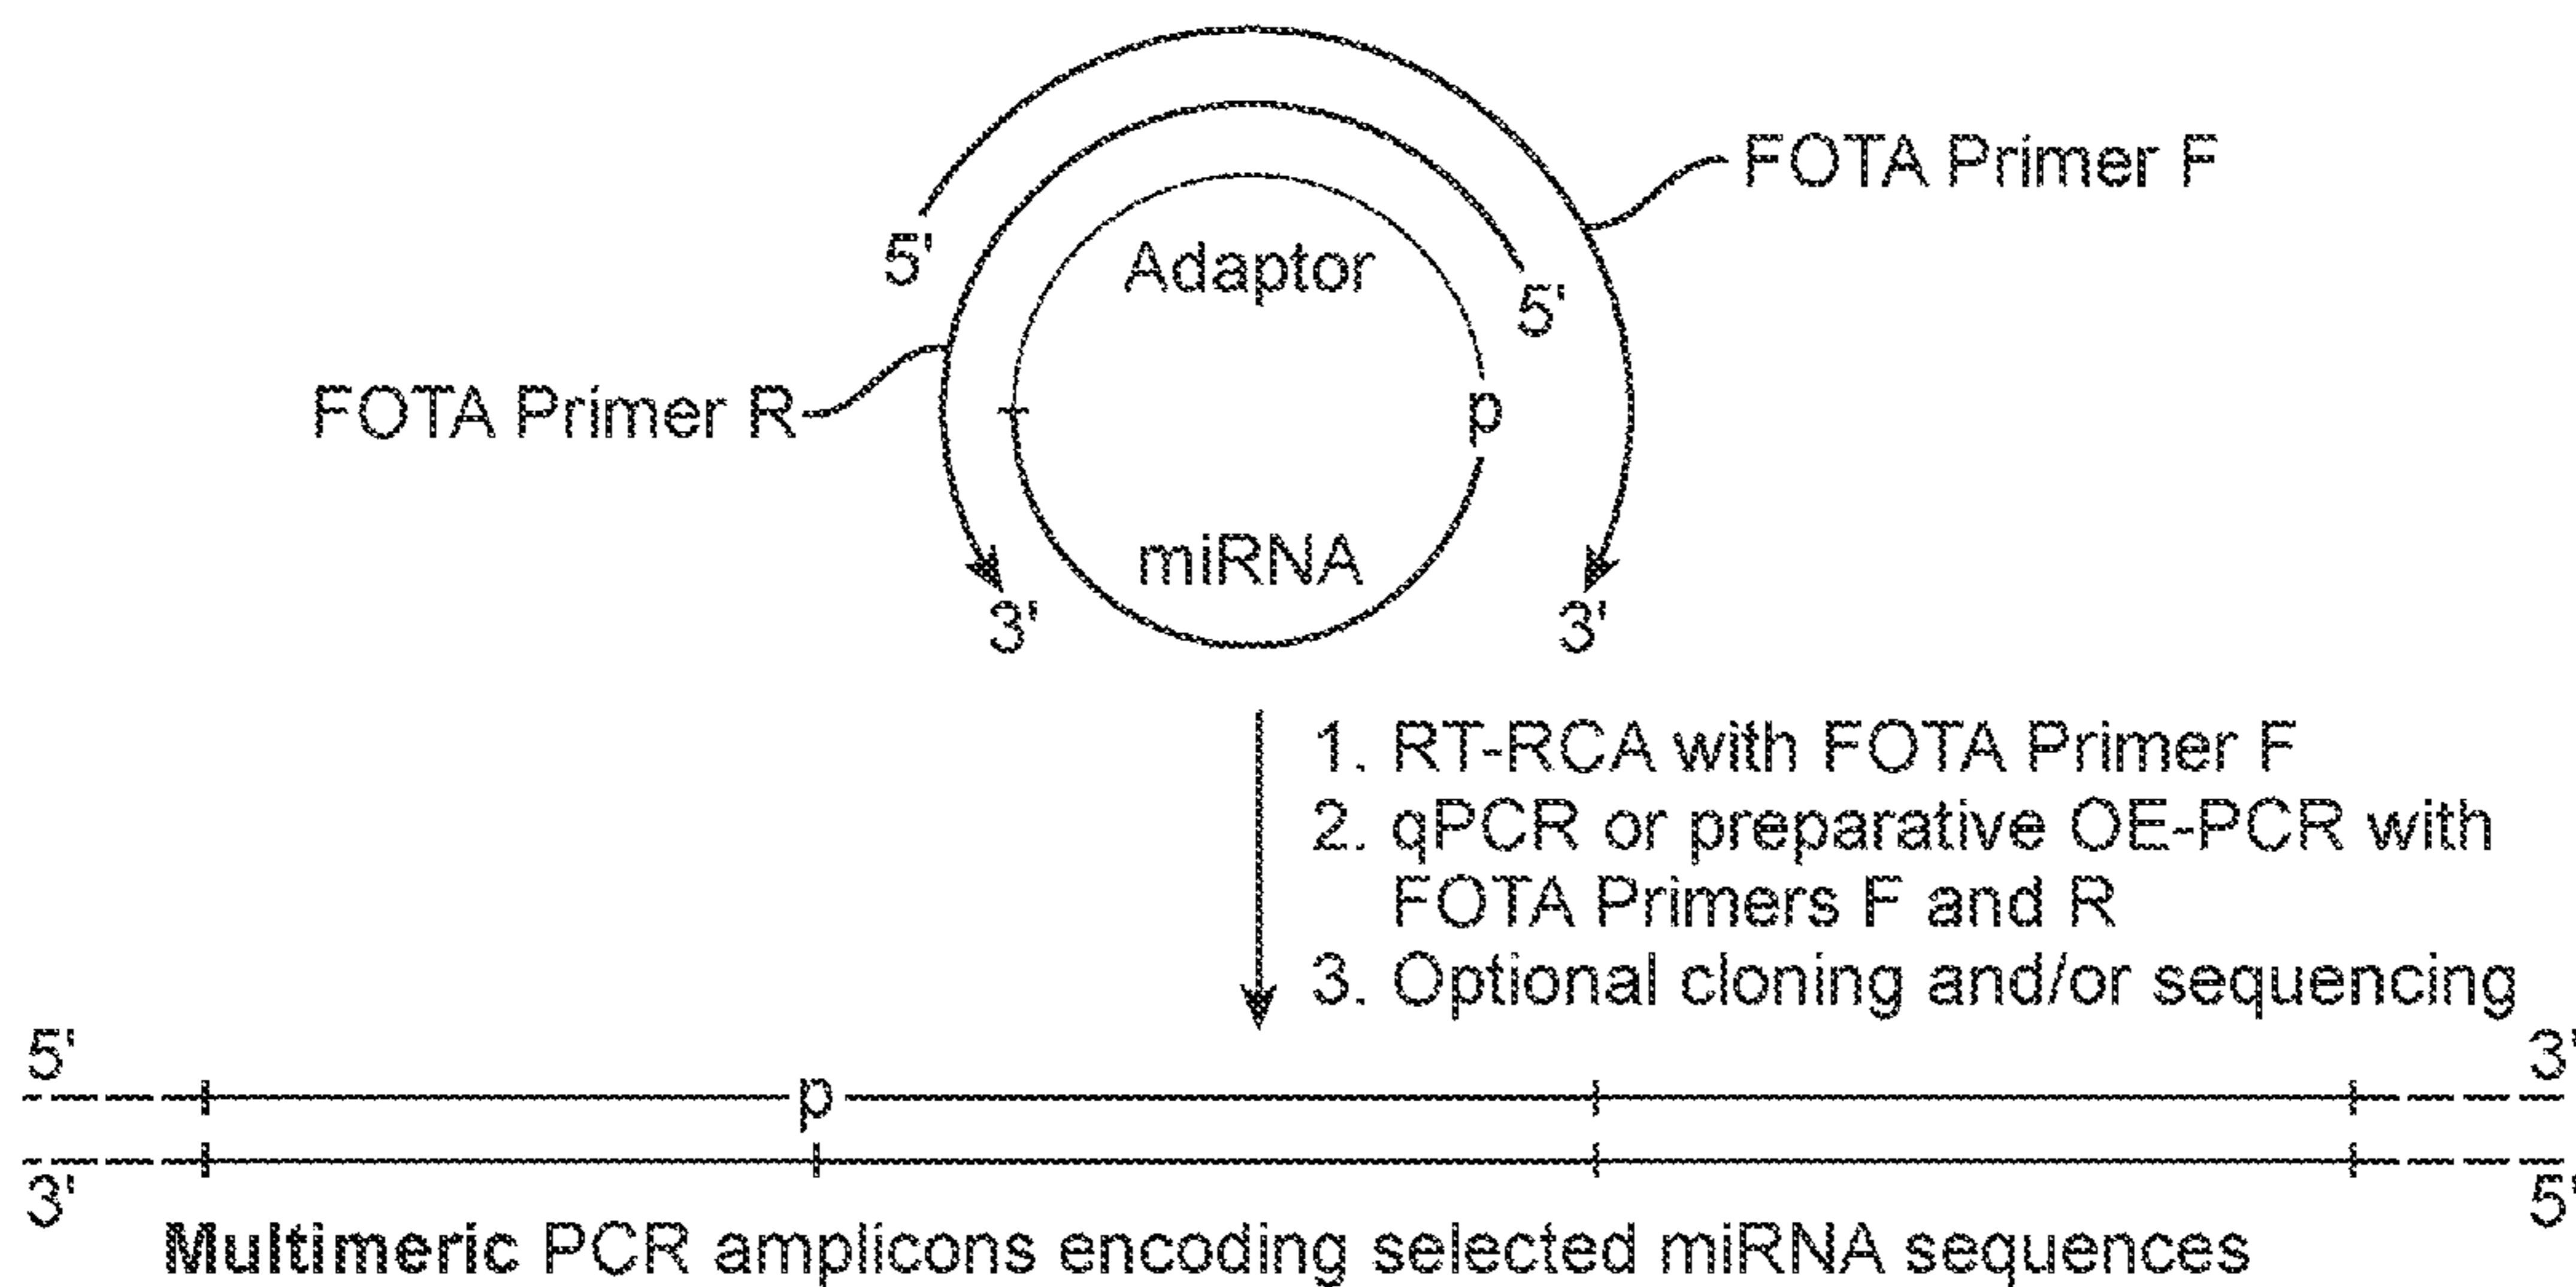 FOTA Primer F
5'
Adaptor
5'
FOTA Primer R
p
miRNA
3'
3'
1. RT-RCA with FOTA Primer F
2. qPCR or preparative OE-PCR with
FOTA Primers F and R
3. Optional cloning and/or sequencing
5'
3'
p
3'
5'
Multimeric PCR amplicons encoding selected miRNA sequences